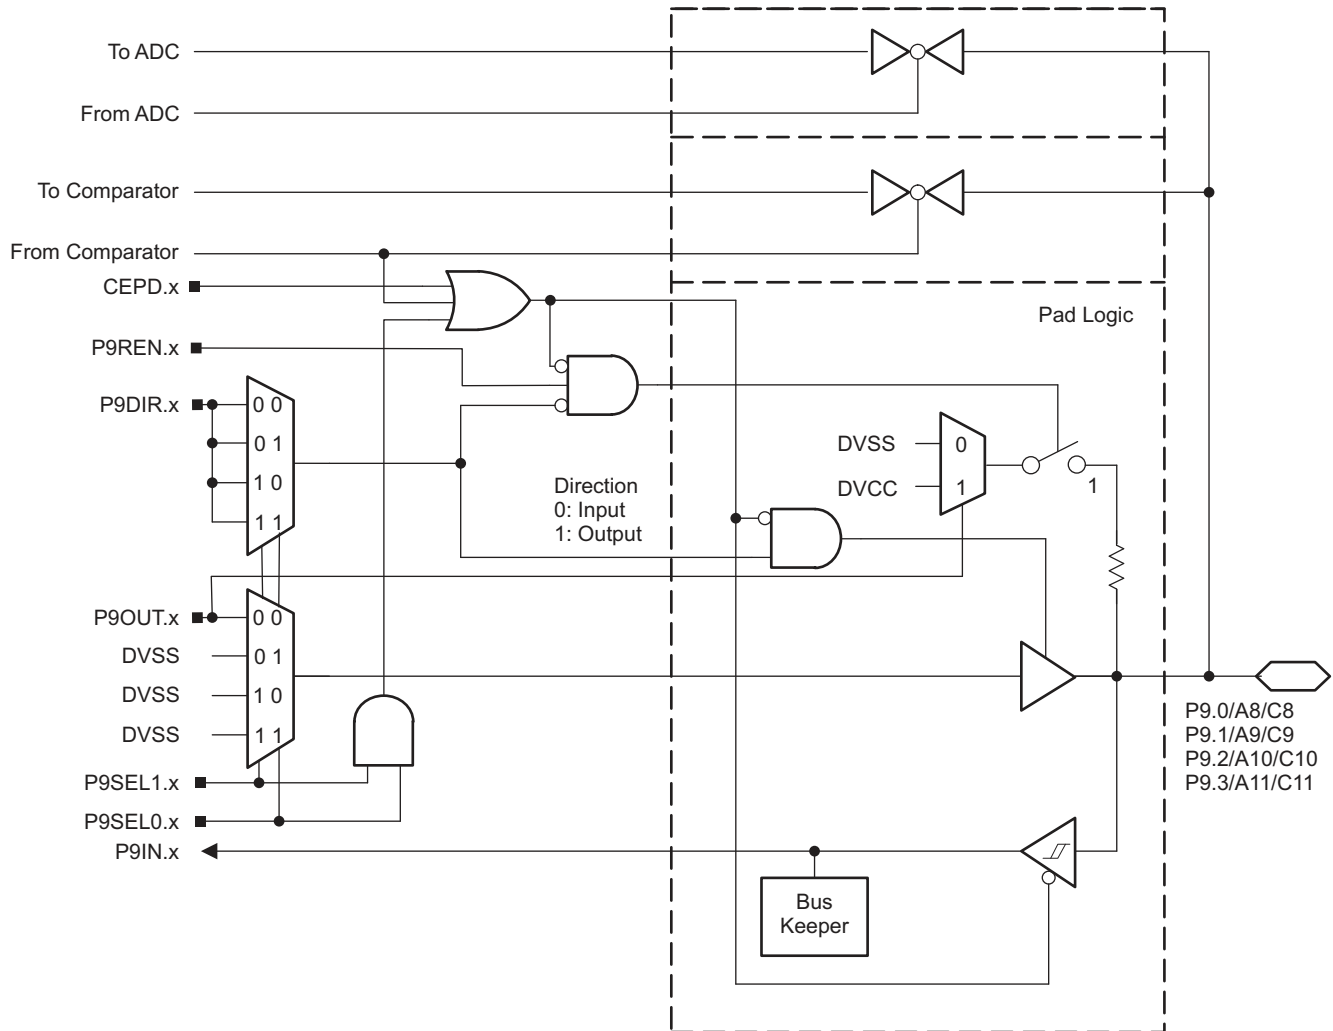 To ADC
From ADC
To Comparator
From Comparator
CEPD.x
Pad Logic
P9REN.x
P9DIR.x
0 0
0 1
1 0
1 1
Direction
0: Input
1: Output
DVSS
0
DVCC
1
1
P9OUT.x
0 0
DVSS
0 1
DVSS
1 0
DVSS
1 1
P9SEL1.x
P9SEL0.x
P9IN.x
Bus
Keeper
P9.0/A8/C8
P9.1/A9/C9
P9.2/A10/C10
P9.3/A11/C11